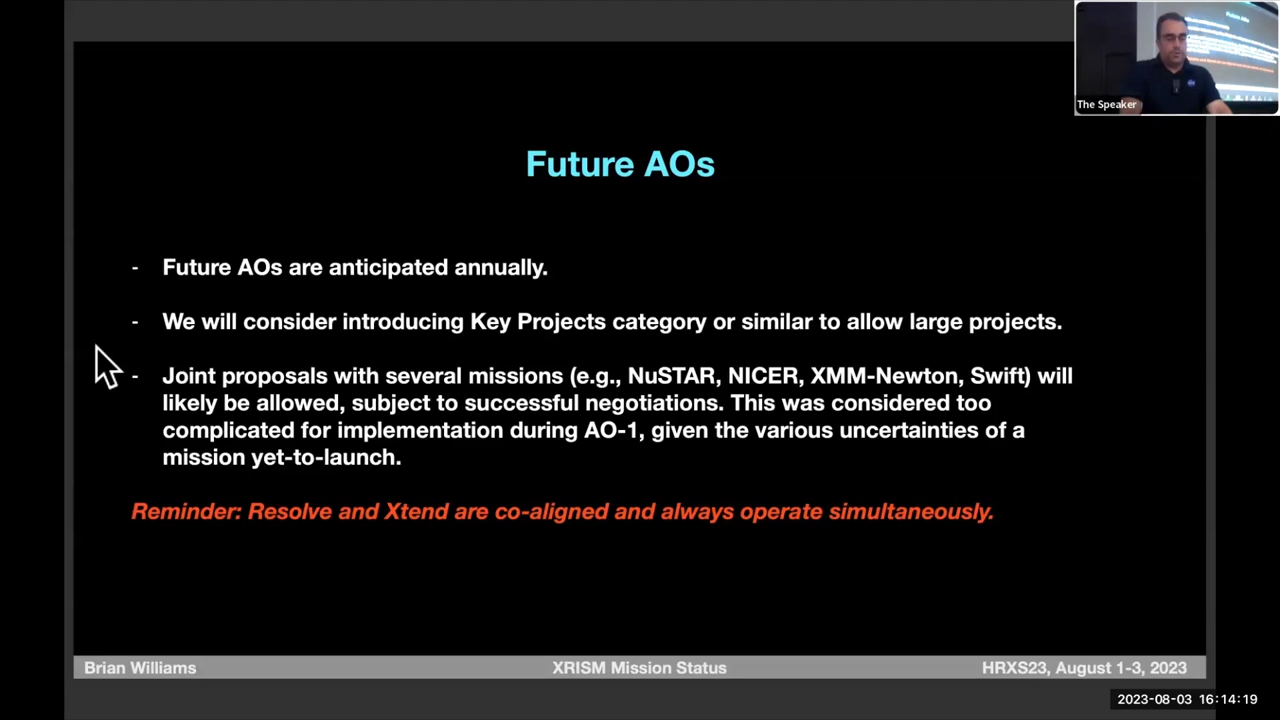 The Speaker
Future AOs
- Future AOs are anticipated annually.
- We will consider introducing Key Projects category or similar to allow large projects.
- Joint proposals with several missions (e.g., NuSTAR, NICER, XMM-Newton, Swift) will
likely be allowed, subject to successful negotiations. This was considered too
complicated for implementation during AO-1, given the various uncertainties of a
mission yet-to-launch.
Reminder: Resolve and Xtend are co-aligned and always operate simultaneously.
Brian Williams
XRISM Mission Status
HRXS23, August 1-3, 2023
2023-08-03 16:14:19